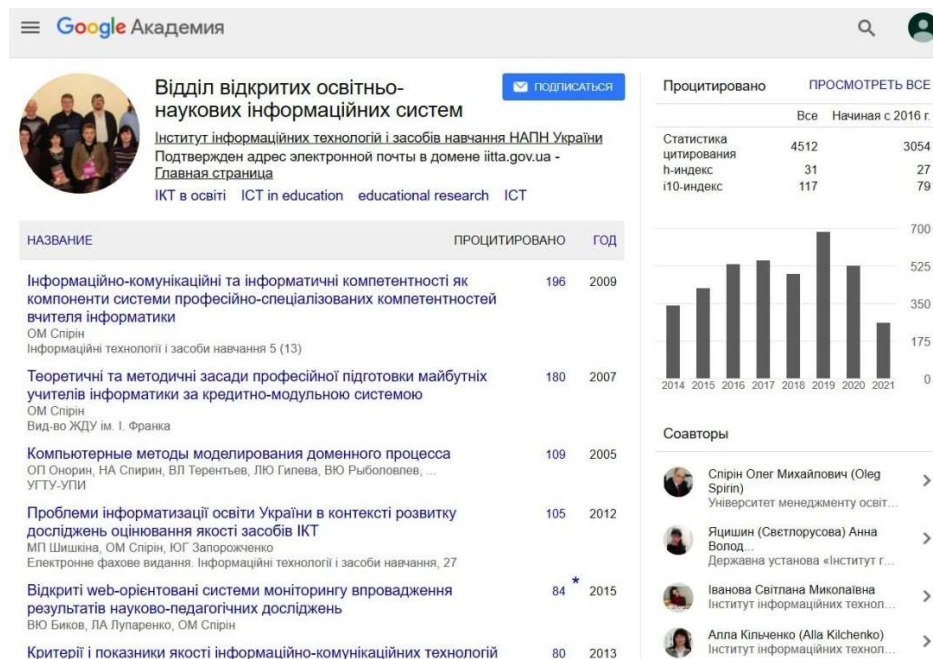 Google Академия
Відділ відкритих освітньо-
наукових інформаційних систем
ПОДПИСАТЬСЯ
Інститут інформаційних технологій і засобів навчання НАПН України
Подтвержден адрес электронной почты в домене iitta.gov.ua -
Главная страница
ІКТ в освіті ICT in education educational research ICT
НАЗВАНИЕ ПРОЦИТИРОВАНО ГОД
Інформаційно-комунікаційні та інформатичні компетентності як 196 2009
компоненти системи професійно-спеціалізованих компетентностей
вчителя інформатики
ОМ Спірін
Інформаційні технології і засоби навчання 5 (13)
Теоретичні та методичні засади професійної підготовки майбутніх 180 2007
учителів інформатики за кредитно-модульною системою
ОМ Спірін
Вид-во ЖДУ ім. І. Франка
Компьютерные методы моделирования доменного процесса 109 2005
ОП Онорин, НА Спирин, ВЛ Терентьев, ЛЮ Гилева, ВЮ Рыболовлев, ...
УГТУ-УПИ
Проблеми інформатизації освіти України в контексті розвитку 105 2012
досліджень оцінювання якості засобів ІКТ
МП Шишкіна, ОМ Спірін, ЮГ Запорожченко
Електронне фахове видання. Інформаційні технології і засоби навчання, 27
Відкриті web-орієнтовані системи моніторингу впровадження 84 * 2015
результатів науково-педагогічних досліджень
ВЮ Биков, ЛА Лупаренко, ОМ Спірін
Критерії і показники якості інформаційно-комунікаційних технологій 80 2013
Процитировано ПРОСМОТРЕТЬ ВСЕ
Все Начиная с 2016 г.
Статистика
цитирования 4512 3054
h-индекс 31 27
i10-индекс 117 79
700
525
350
175
0
2014 2015 2016 2017 2018 2019 2020 2021
Соавторы
Спірін Олег Михайлович (Oleg
Spirin)
Університет менеджменту освіт...
Яцишин (Свєтлорусова) Анна
Волод...
Державна установа «Інститут г...
Іванова Світлана Миколаївна
Інститут інформаційних технол...
Алла Кільченко (Alla Kilchenko)
Інститут інформаційних технол...